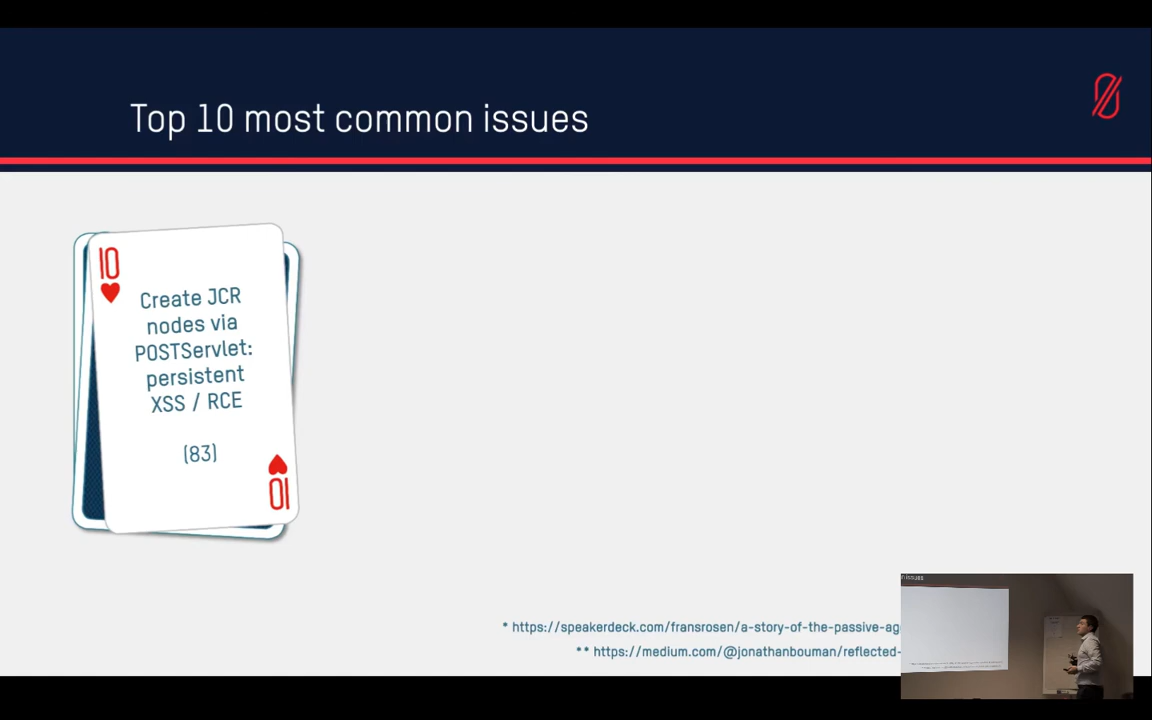 Top 10 most common issues
10
Create JCR
nodes via
POSTServlet:
persistent
XSS / RCE
(83)
10
* https://speakerdeck.com/fransrosen/a-story-of-the-passive-ag
** https://medium.com/@jonathanbouman/reflected-
issues